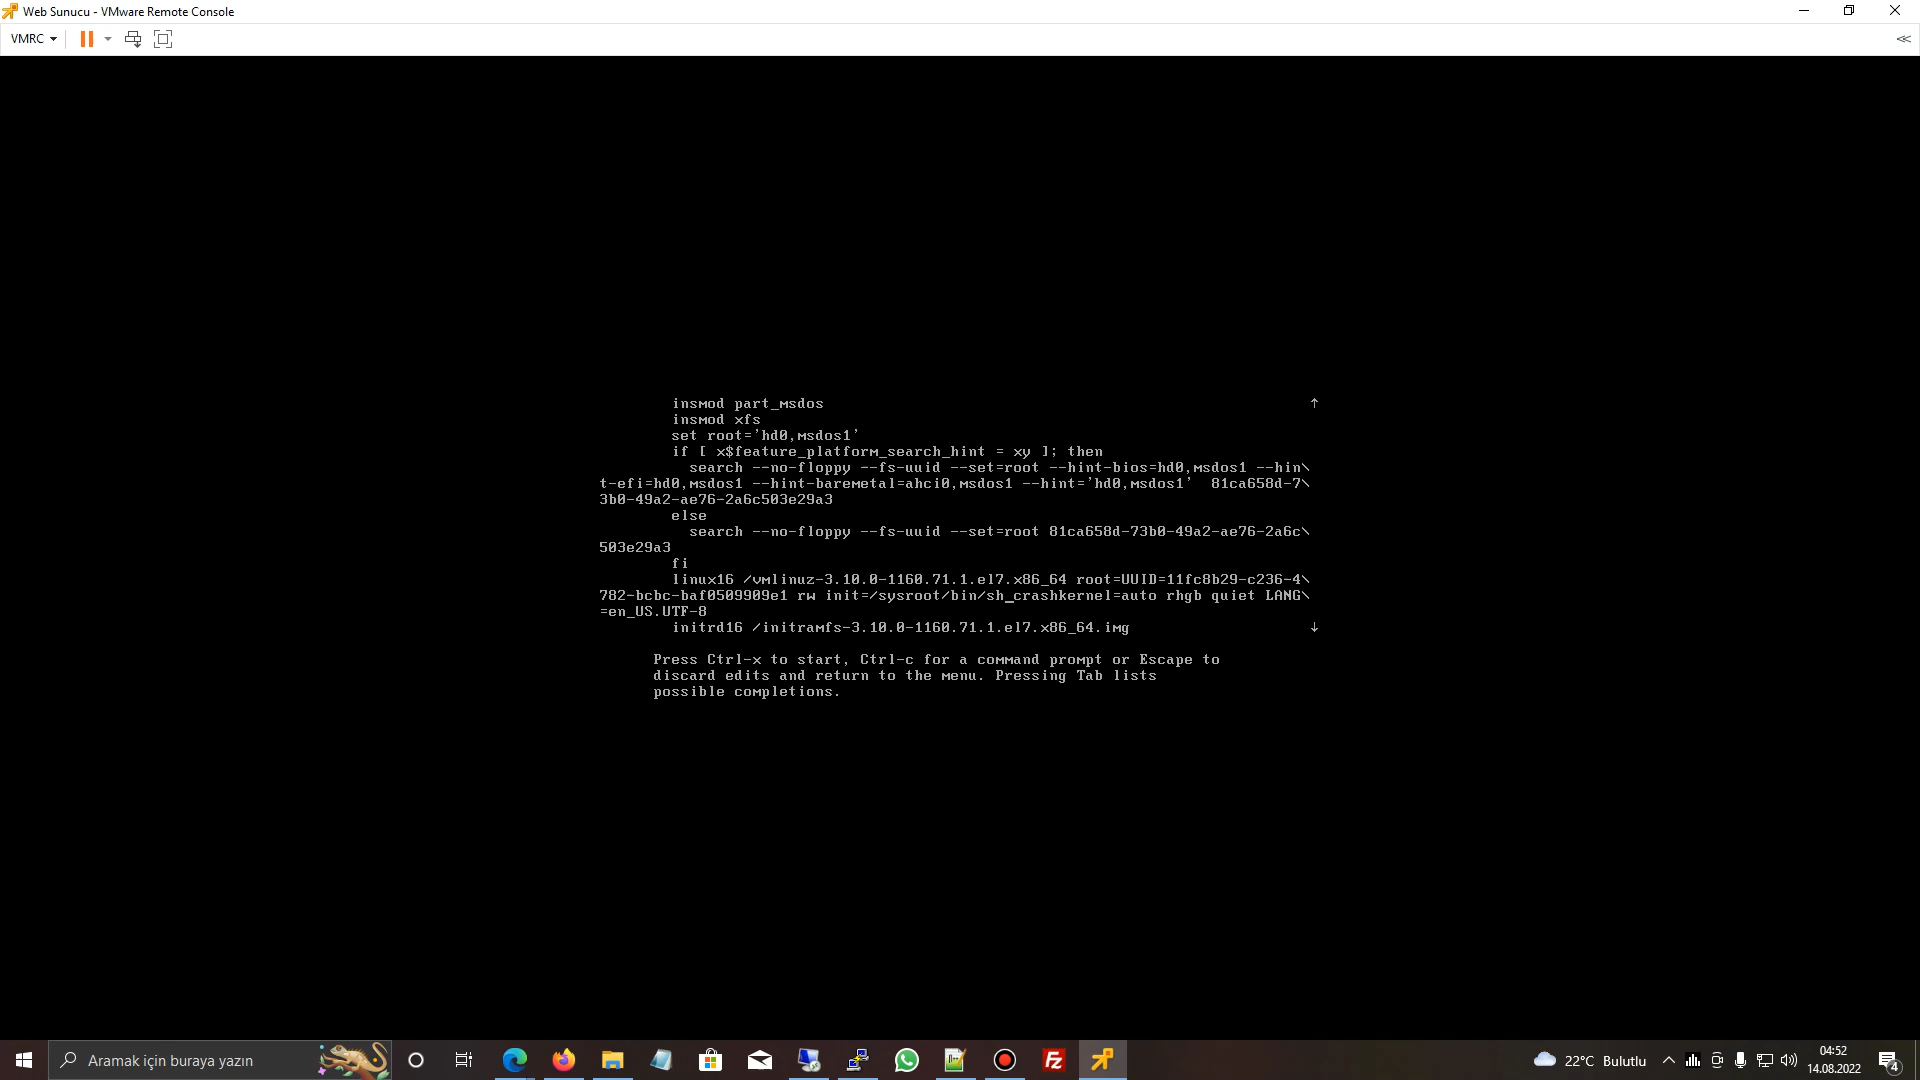 Web Sunucu - VMware Remote Console
VMRC
insmod part_msdos
insmod xfs
set root='hd0,msdos1'
if [ x$feature_platform_search_hint = xy ]; then
search --no-floppy --fs-uuid --set=root --hint-bios=hd0,msdos1 --hin\
t-efi=hd0,msdos1 --hint-baremetal=ahci0,msdos1 --hint='hd0,msdos1'  81ca658d-7\
3b0-49a2-ae76-2a6c503e29a3
else
search --no-floppy --fs-uuid --set=root 81ca658d-73b0-49a2-ae76-2a6c\
503e29a3
fi
linux16 /vmlinuz-3.10.0-1160.71.1.el7.x86_64 root=UUID=11fc8b29-c236-4\
782-bcbc-baf0509909e1 rw init=/sysroot/bin/sh_crashkernel=auto rhgb quiet LANG\
=en_US.UTF-8
initrd16 /initramfs-3.10.0-1160.71.1.el7.x86_64.img
Press Ctrl-x to start, Ctrl-c for a command prompt or Escape to
discard edits and return to the menu. Pressing Tab lists
possible completions.
Aramak için buraya yazın
22°C Bulutlu
04:52
14.08.2022
4